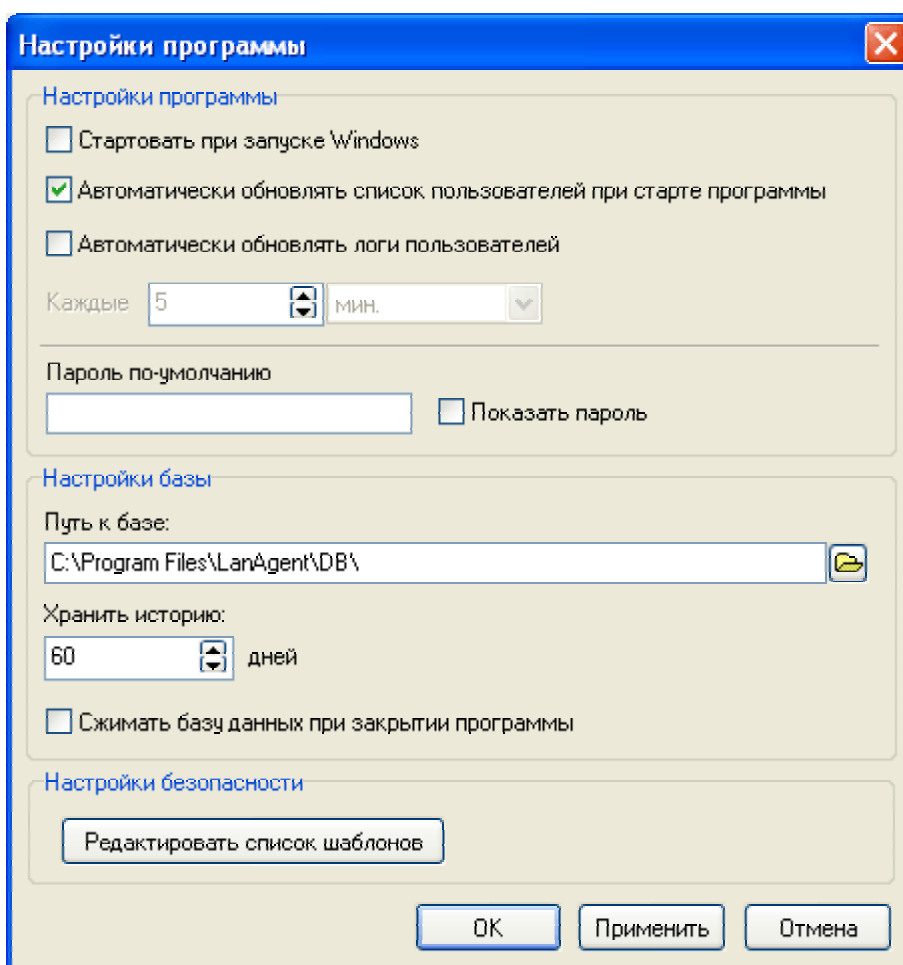 Настройки программы
Настройки программы
Стартовать при запуске Windows
Автоматически обновлять список пользователей при старте программы
Автоматически обновлять логи пользователей
Каждые 5 мин.
Пароль по-умолчанию
Показать пароль
Настройки базы
Путь к базе:
C:\Program Files\LanAgent\DB\
Хранить историю:
60 дней
Сжимать базу данных при закрытии программы
Настройки безопасности
Редактировать список шаблонов
OK Применить Отмена